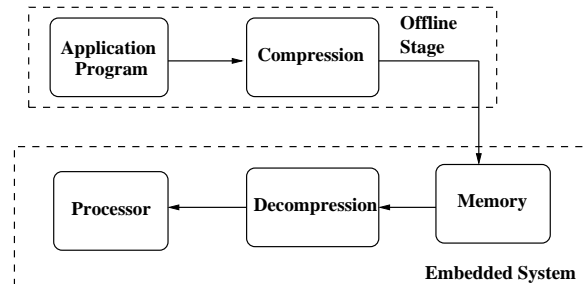 Application
Program
Compression
Offline
Stage
Processor
Decompression
Memory
Embedded System